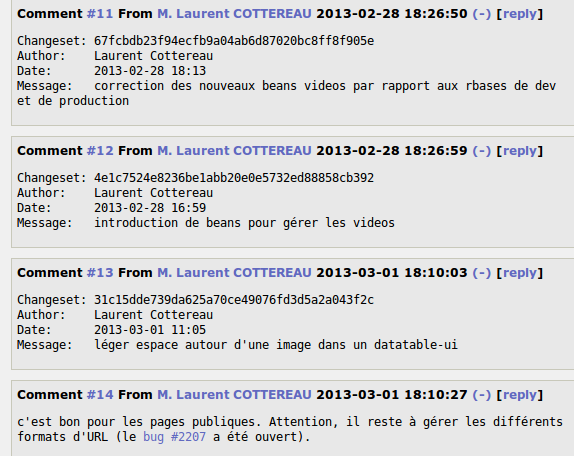 Comment #11 From M. Laurent COTTEREAU 2013-02-28 18:26:50 (-) [reply]
Changeset: 67fcbdb23f94ecfb9a04ab6d87020bc8ff8f905e
Author: Laurent Cottereau
Date: 2013-02-28 18:13
Message: correction des nouveaux beans videos par rapport aux rbases de dev
et de production
Comment #12 From M. Laurent COTTEREAU 2013-02-28 18:26:59 (-) [reply]
Changeset: 4e1c7524e8236be1abb20e0e5732ed88858cb392
Author: Laurent Cottereau
Date: 2013-02-28 16:59
Message: introduction de beans pour gérer les videos
Comment #13 From M. Laurent COTTEREAU 2013-03-01 18:10:03 (-) [reply]
Changeset: 31c15dde739da625a70ce49076fd3d5a2a043f2c
Author: Laurent Cottereau
Date: 2013-03-01 11:05
Message: léger espace autour d'une image dans un datatable-ui
Comment #14 From M. Laurent COTTEREAU 2013-03-01 18:10:27 (-) [reply]
c'est bon pour les pages publiques. Attention, il reste à gérer les différents
formats d'URL (le bug #2207 a été ouvert).